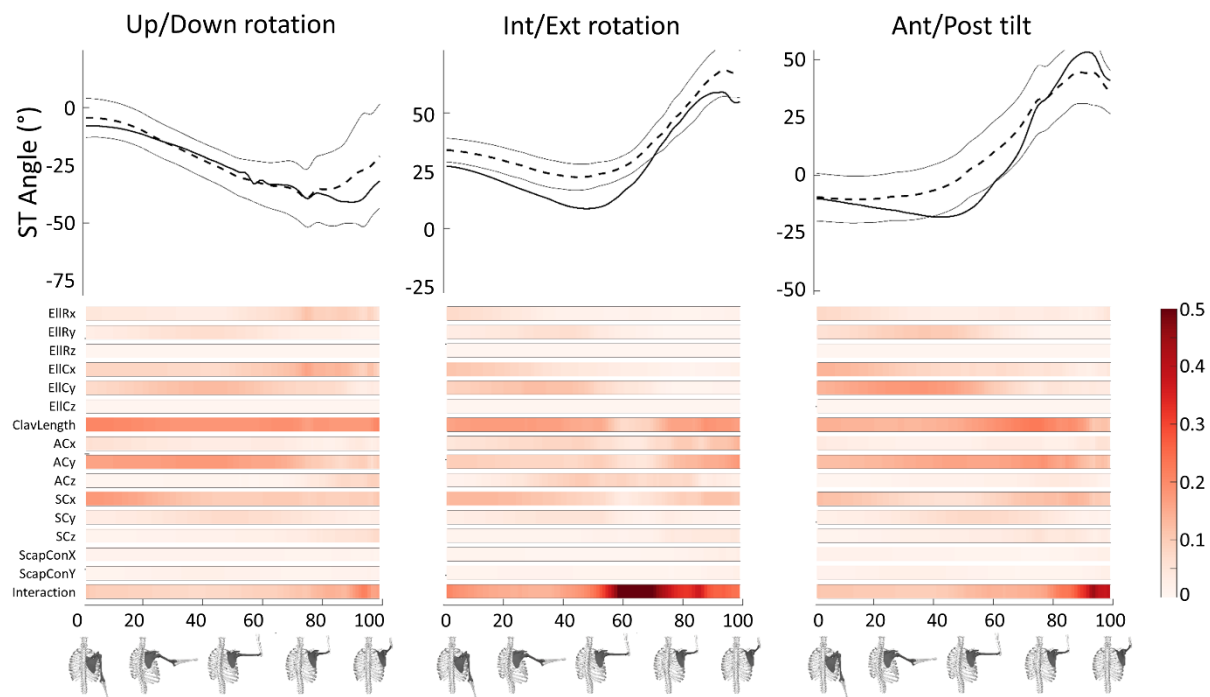 Up/Down rotation
Int/Ext rotation
Ant/Post tilt
ST Angle (°)
0
-25
-50
-75
50
25
0
-25
50
25
0
-25
-50
EllRx
EllRy
EllRz
EllCx
EllCy
EllCz
ClavLength
ACx
ACy
ACz
SCx
SCy
SCz
ScapConX
ScapConY
Interaction
0 20 40 60 80 100
0 20 40 60 80 100
0 20 40 60 80 100
0.5
0.4
0.3
0.2
0.1
0